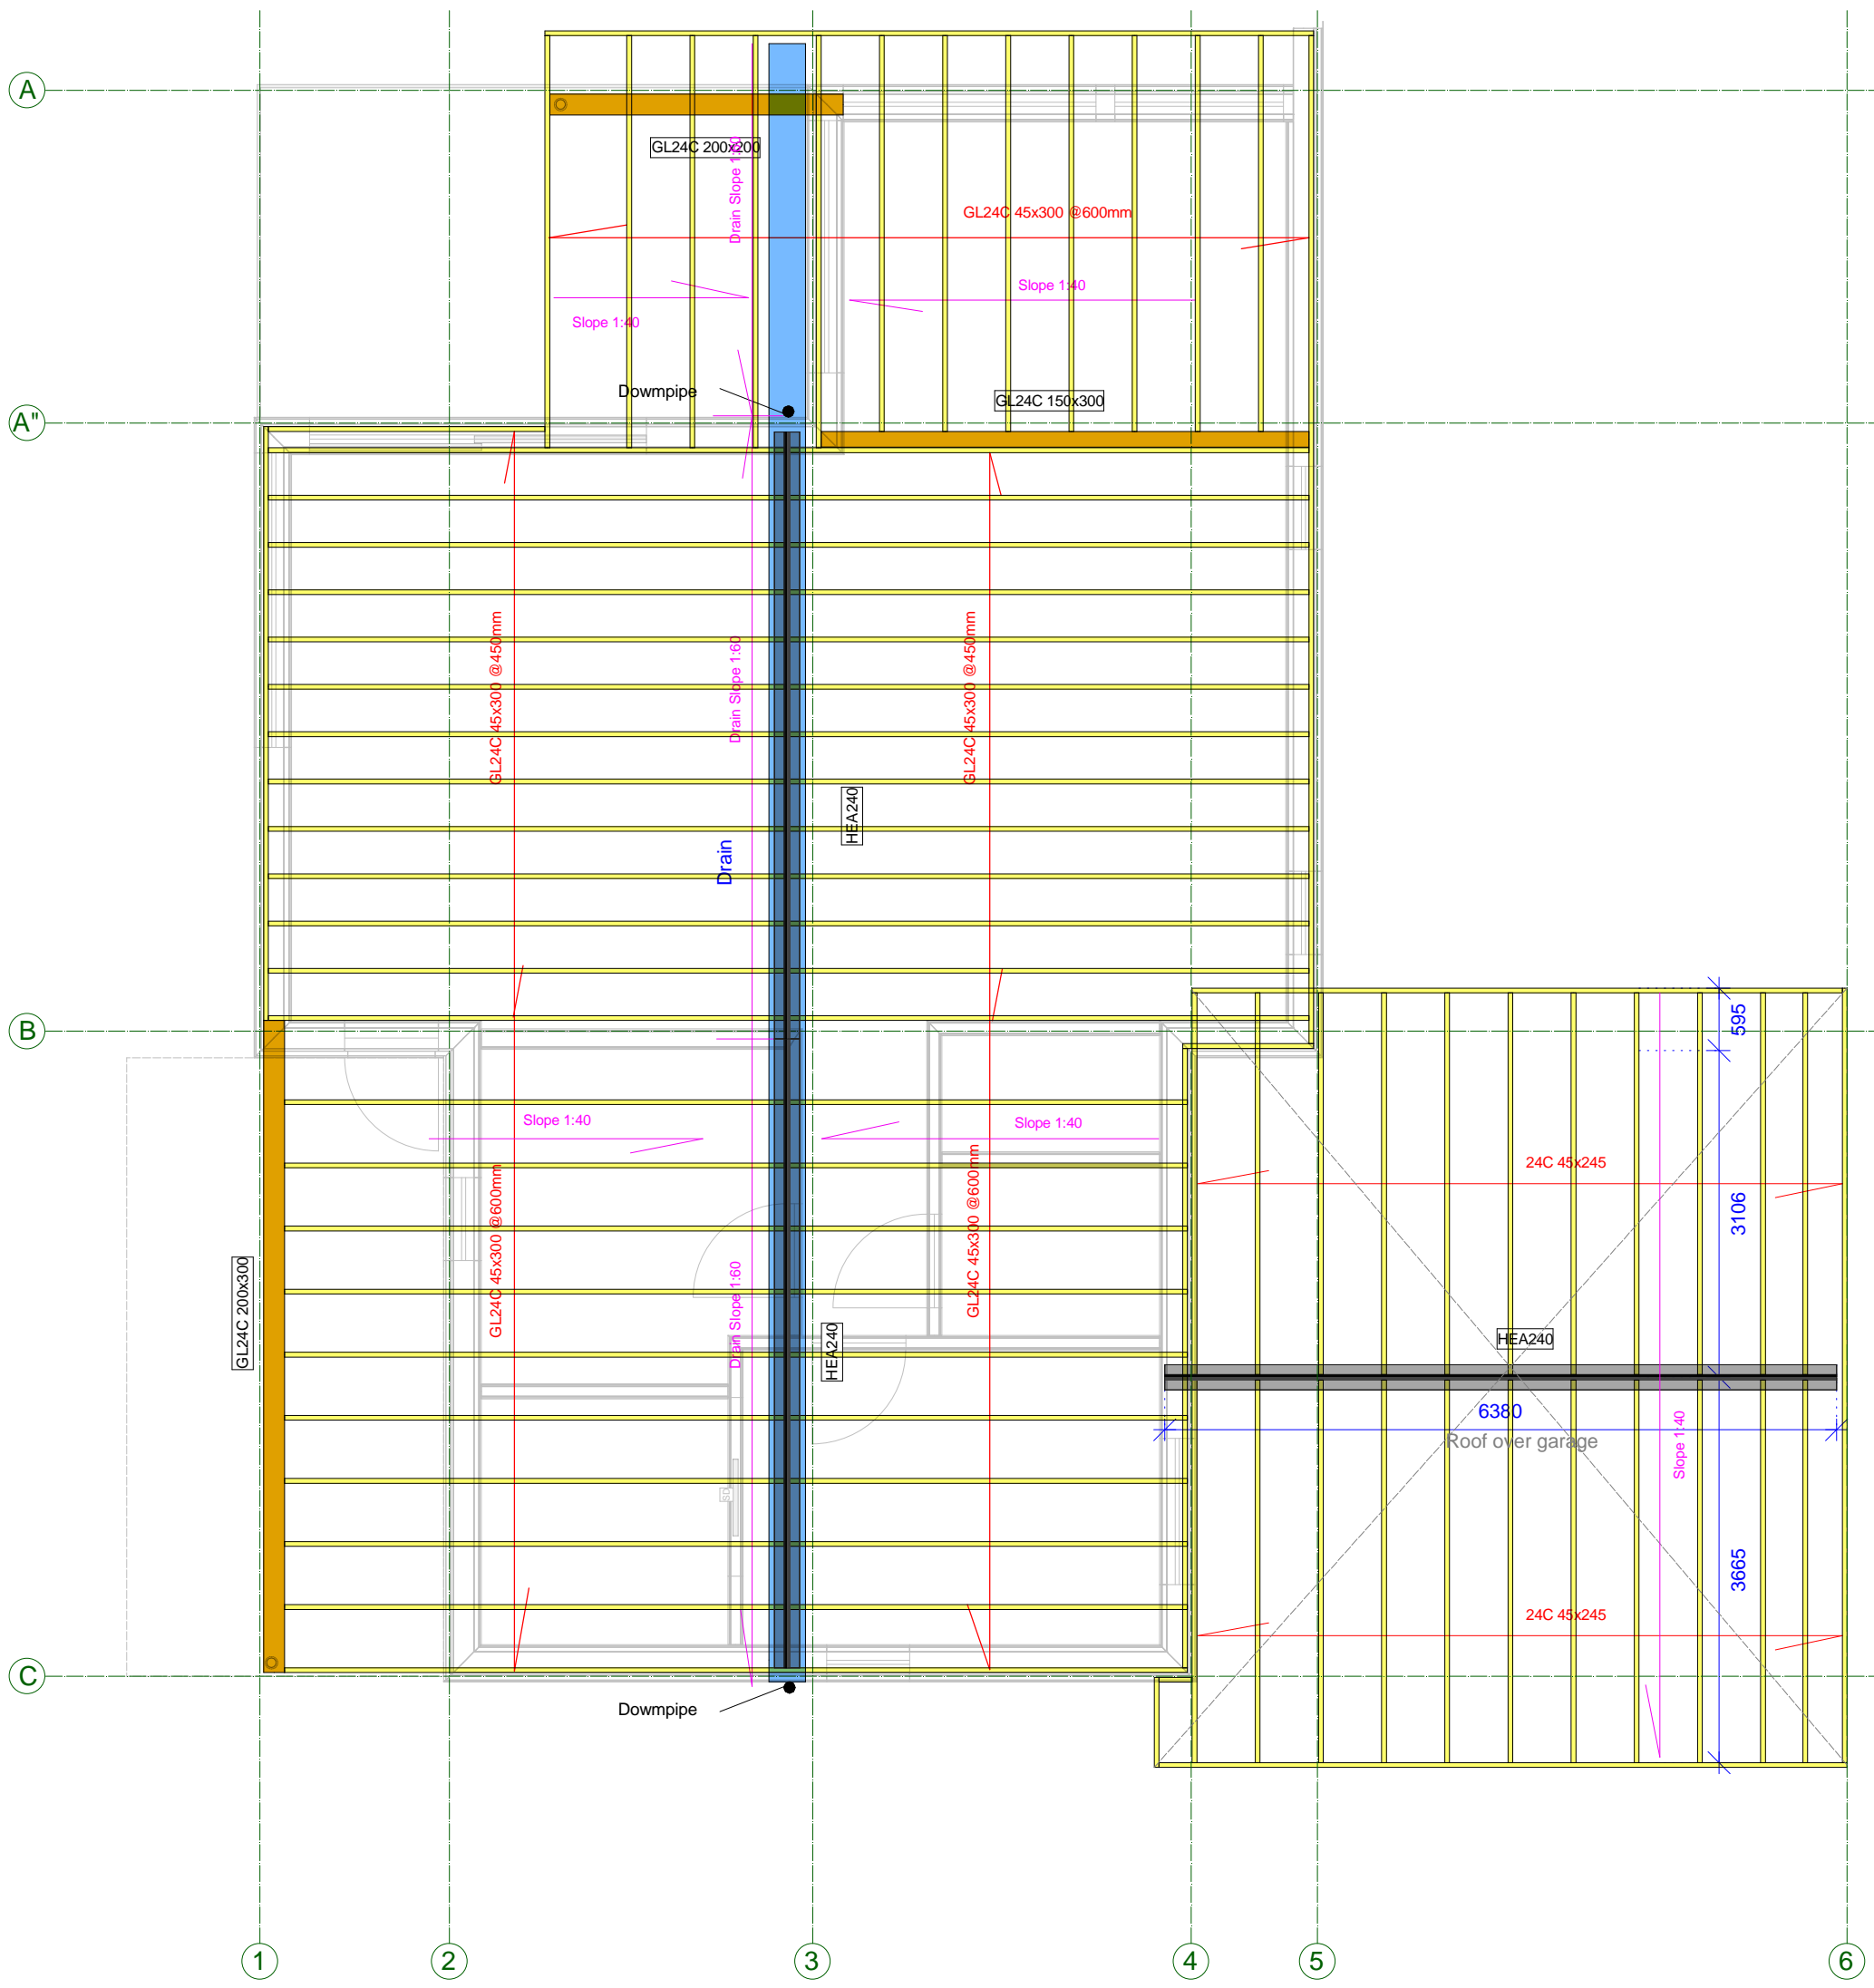 A
GL24C 200x200
Drain Slope 1:60
GL24C 45x300 @600mm
Slope 1:40
Slope 1:40
Dowmpipe
GL24C 150x300
A"
GL24C 45x300 @450mm
Drain Slope 1:60
GL24C 45x300 @450mm
HEA240
Drain
B
595
Slope 1:40
Slope 1:40
24C 45x245
3106
GL24C 45x300 @600mm
GL24C 45x300 @600mm
GL24C 200x300
Drain Slope 1:60
HEA240
HEA240
6380
Roof over garage
Slope 1:40
SD
3665
24C 45x245
C
Dowmpipe
1
2
3
4
5
6